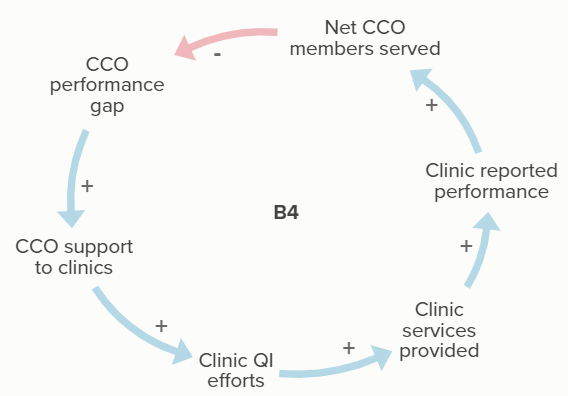 Net CCO
members served
-
CCO
performance
gap
+
Clinic reported
performance
+
B4
CCO support
to clinics
+
Clinic
services
provided
+
Clinic QI
efforts
+